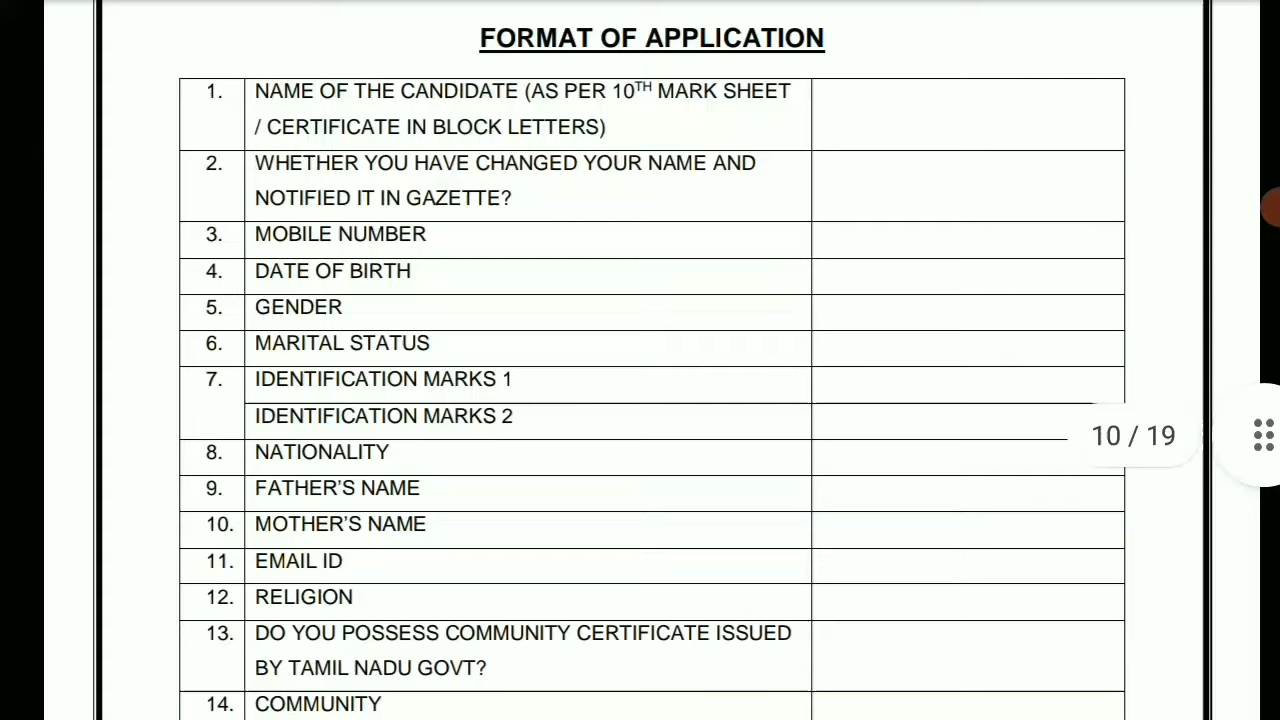 FORMAT OF APPLICATION
1. NAME OF THE CANDIDATE (AS PER 10TH MARK SHEET
/ CERTIFICATE IN BLOCK LETTERS)
2. WHETHER YOU HAVE CHANGED YOUR NAME AND
NOTIFIED IT IN GAZETTE?
3. MOBILE NUMBER
4. DATE OF BIRTH
5. GENDER
6. MARITAL STATUS
7. IDENTIFICATION MARKS 1
IDENTIFICATION MARKS 2
10 / 19
8. NATIONALITY
9. FATHER'S NAME
10. MOTHER'S NAME
11. EMAIL ID
12. RELIGION
13. DO YOU POSSESS COMMUNITY CERTIFICATE ISSUED
BY TAMIL NADU GOVT?
14. COMMUNITY